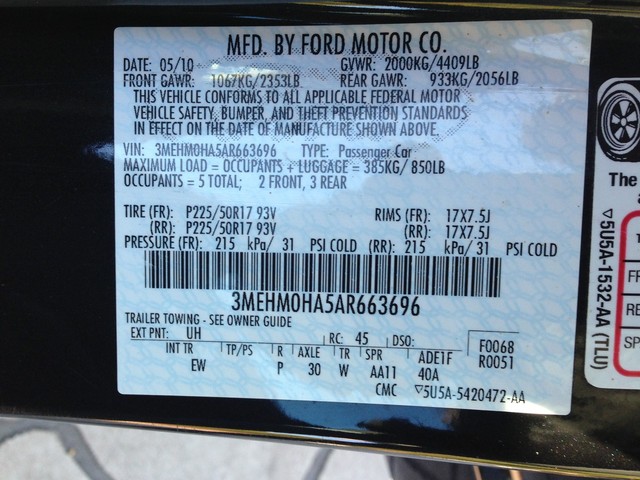 MFD. BY FORD MOTOR CO.
DATE: 05/10 GVWR: 2000KG/4409LB
FRONT GAWR: 1067KG/2353LB REAR GAWR: 933KG/2056LB
THIS VEHICLE CONFORMS TO ALL APPLICABLE FEDERAL MOTOR
VEHICLE SAFETY, BUMPER, AND THEFT PREVENTION STANDARDS
IN EFFECT ON THE DATE OF MANUFACTURE SHOWN ABOVE.
VIN: 3MEHM0HA5AR663696 TYPE: Passenger Car
MAXIMUM LOAD = OCCUPANTS + LUGGAGE = 385KG/ 850LB
OCCUPANTS = 5 TOTAL; 2 FRONT, 3 REAR
TIRE (FR): P225/50R17 93V RIMS (FR): 17X7.5J
(RR): P225/50R17 93V (RR): 17X7.5J
PRESSURE (FR): 215 kPa/ 31 PSI COLD (RR): 215 kPa/ 31 PSI COLD
3MEHM0HA5AR663696
TRAILER TOWING - SEE OWNER GUIDE
EXT PNT: UH RC: 45 DSO: F0068
INT TR TP/PS R AXLE TR SPR ADE1F R0051
EW P 30 W AA11 40A
CMC ▽5U5A-5420472-AA
The
▽5U5A-1532-AA (TLU)
FR
RE
SP